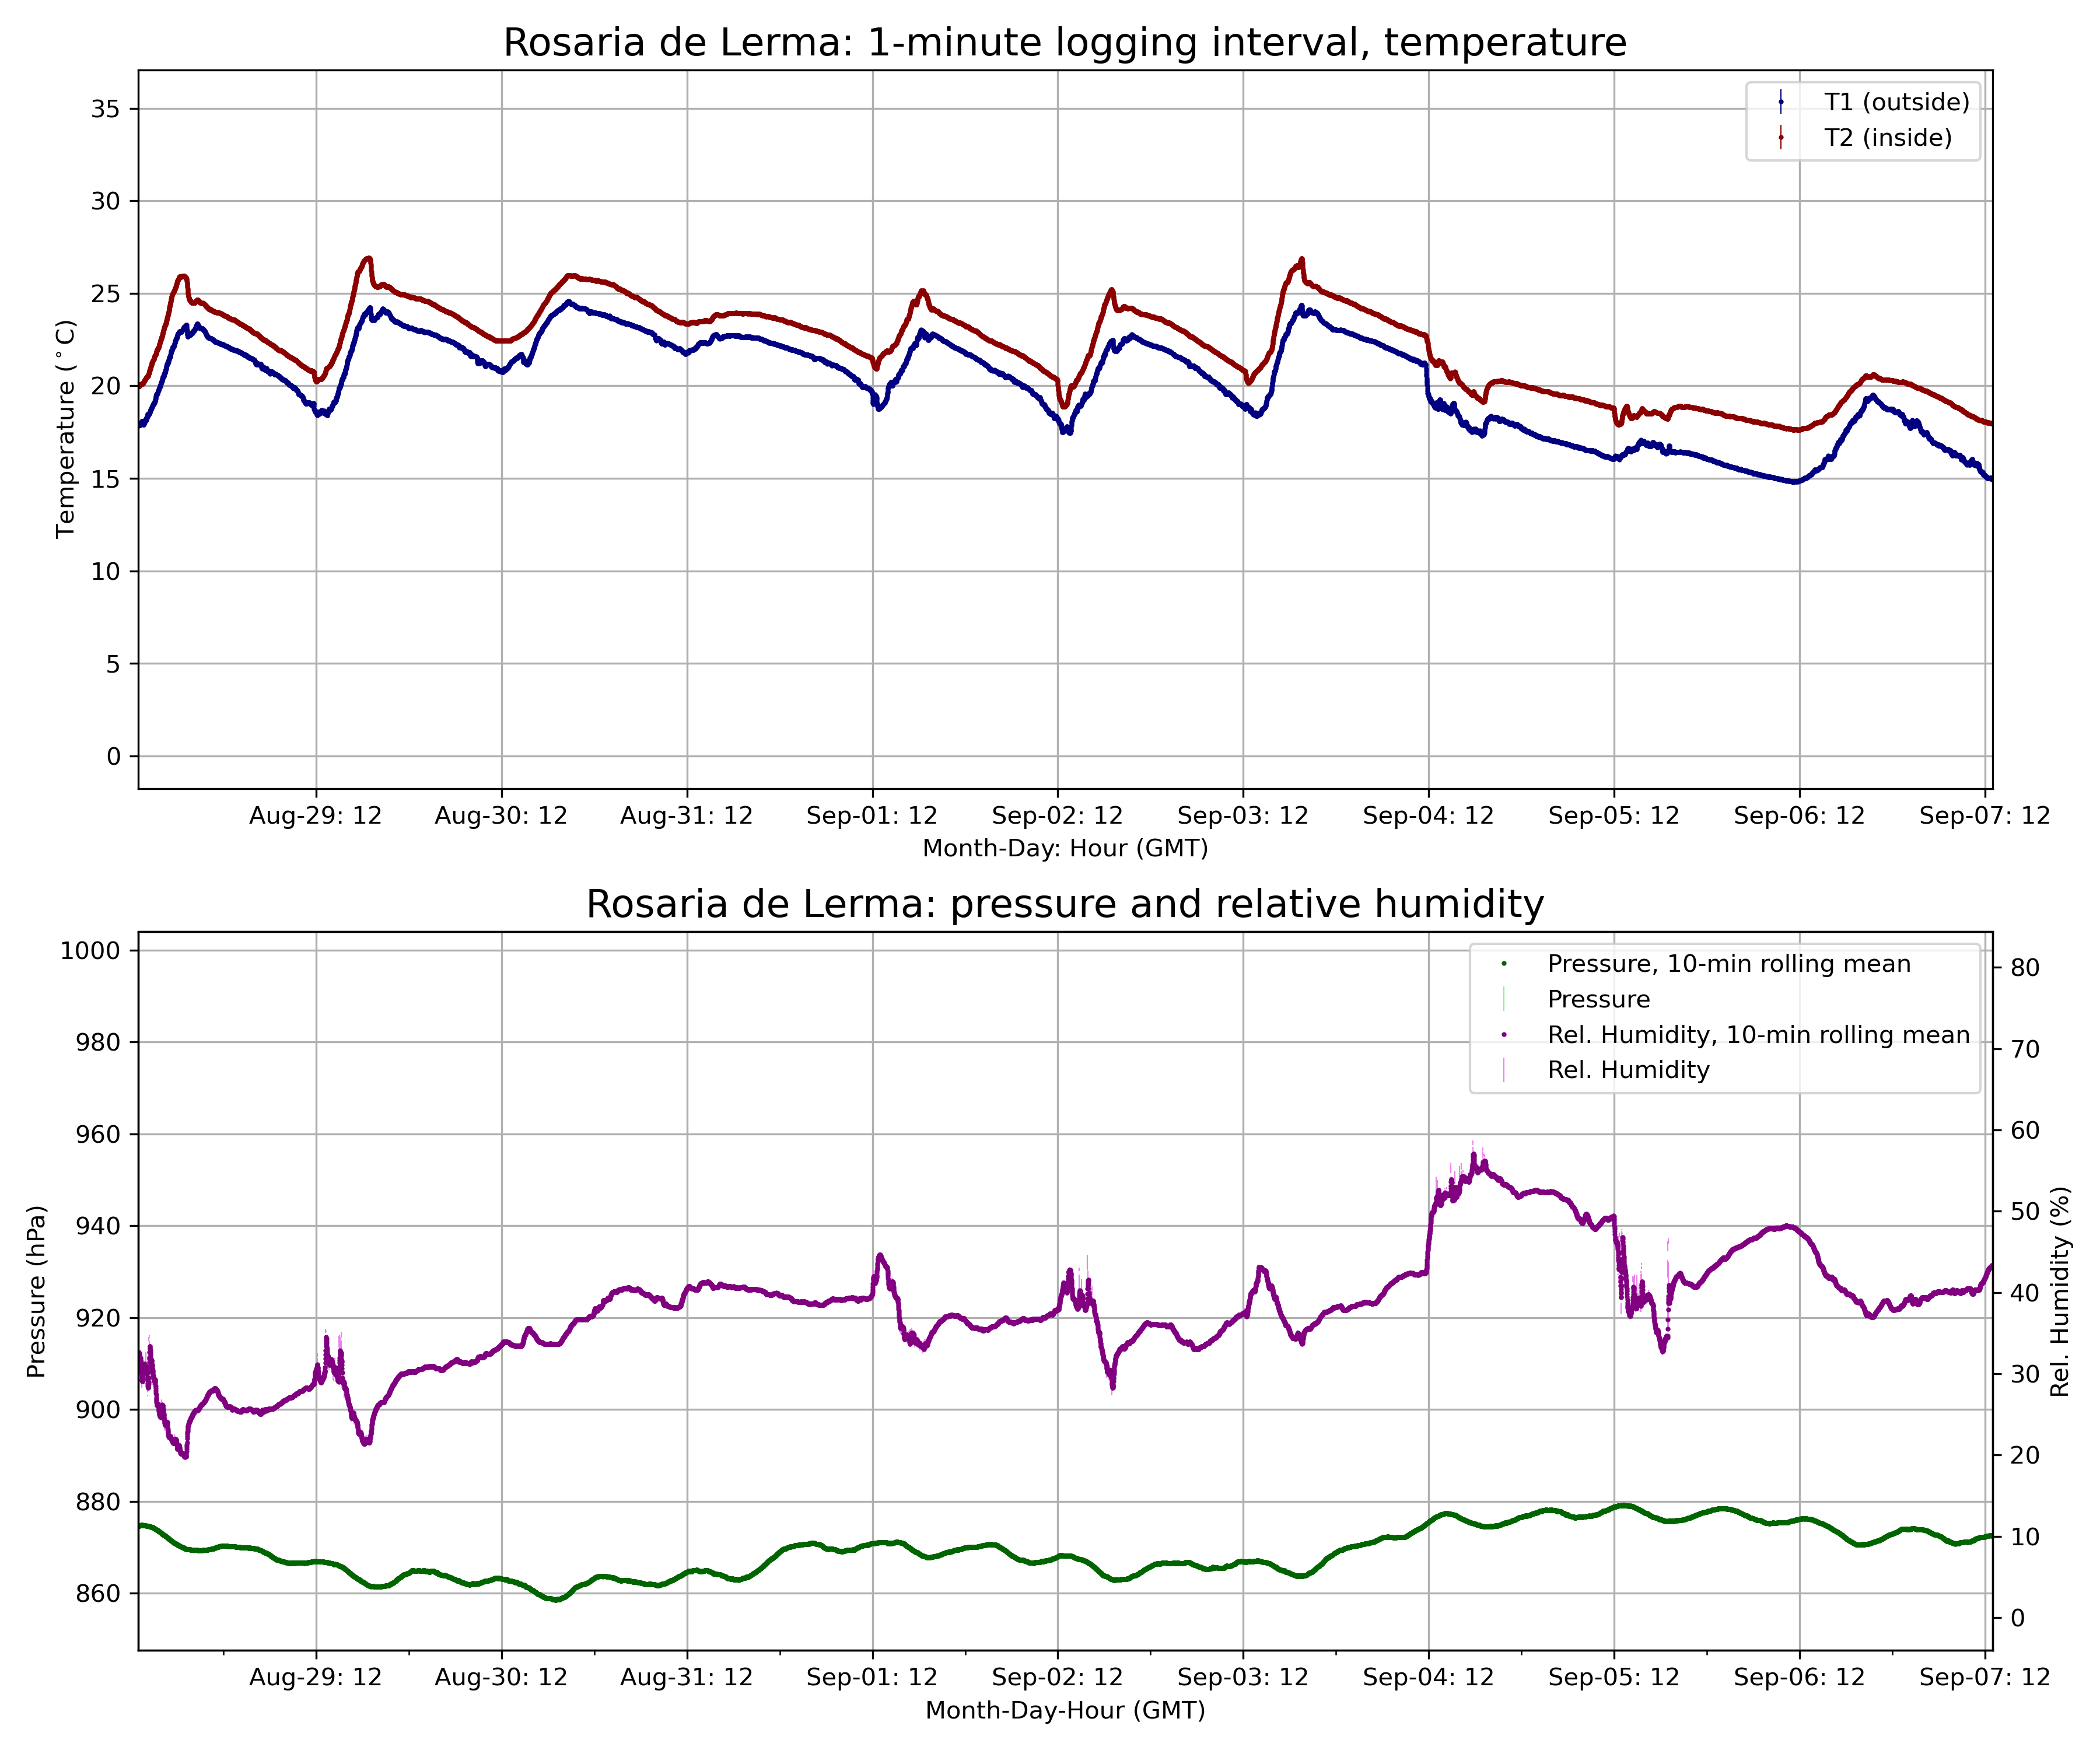 Rosaria de Lerma: 1-minute logging interval, temperature
T1 (outside)
T2 (inside)
35
30
25
20
15
10
5
0
Temperature (°C)
Aug-29: 12 Aug-30: 12 Aug-31: 12 Sep-01: 12 Sep-02: 12 Sep-03: 12 Sep-04: 12 Sep-05: 12 Sep-06: 12 Sep-07: 12
Month-Day: Hour (GMT)
Rosaria de Lerma: pressure and relative humidity
Pressure, 10-min rolling mean
Pressure
Rel. Humidity, 10-min rolling mean
Rel. Humidity
1000
980
960
940
920
900
880
860
Pressure (hPa)
80
70
60
50
40
30
20
10
0
Rel. Humidity (%)
Aug-29: 12 Aug-30: 12 Aug-31: 12 Sep-01: 12 Sep-02: 12 Sep-03: 12 Sep-04: 12 Sep-05: 12 Sep-06: 12 Sep-07: 12
Month-Day-Hour (GMT)